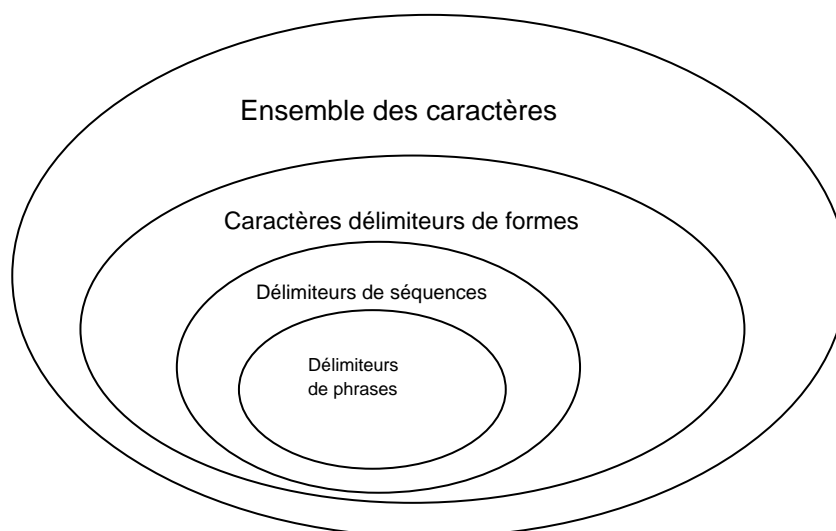 Ensemble des caractères
Caractères délimiteurs de formes
Délimiteurs de séquences
Délimiteurs
de phrases